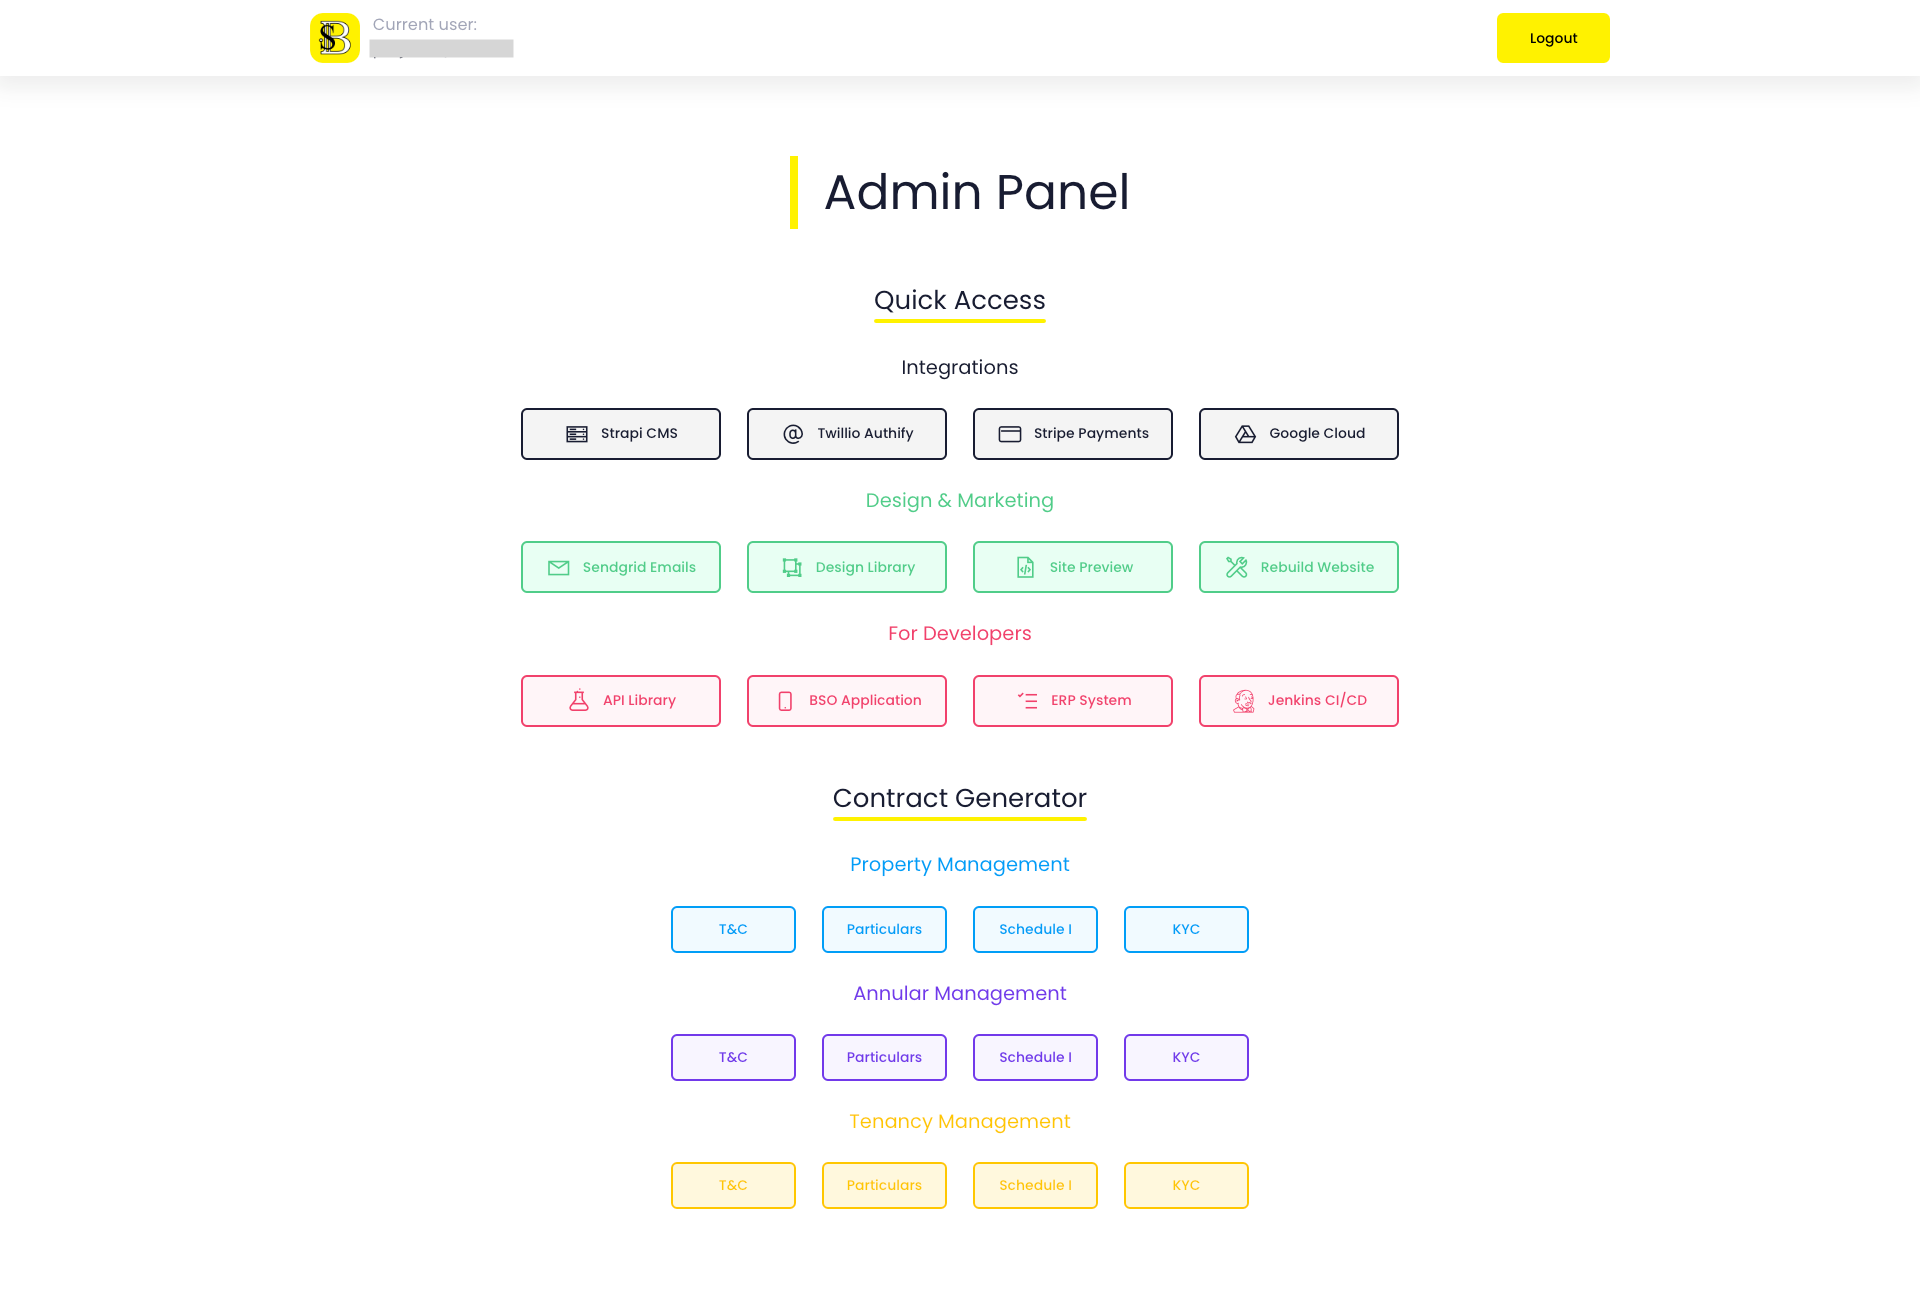 Current user:
Logout
Admin Panel
Quick Access
Integrations
Strapi CMS
Twillio Authify
Stripe Payments
Google Cloud
Design & Marketing
Sendgrid Emails
Design Library
Site Preview
Rebuild Website
For Developers
API Library
BSO Application
ERP System
Jenkins CI/CD
Contract Generator
Property Management
T&C
Particulars
Schedule I
KYC
Annular Management
T&C
Particulars
Schedule I
KYC
Tenancy Management
T&C
Particulars
Schedule I
KYC